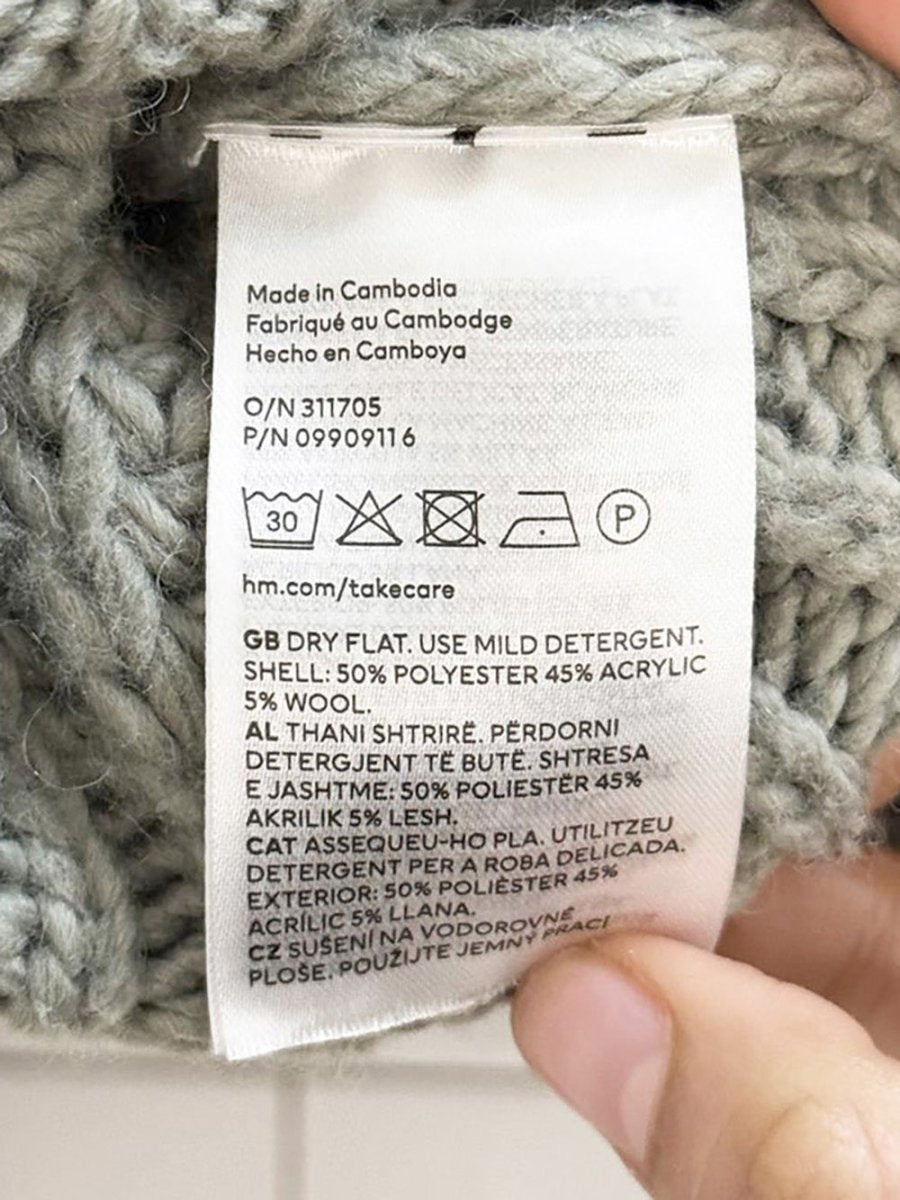 Made in Cambodia
Fabriqué au Cambodge
Hecho en Camboya
O/N 311705
P/N 09909116
30
P
hm.com/takecare
GB DRY FLAT. USE MILD DETERGENT.
SHELL: 50% POLYESTER 45% ACRYLIC
5% WOOL.
AL THANI SHTRIRË. PËRDORNI
DETERGJENT TË BUTË. SHTRESA
E JASHTME: 50% POLIESTËR 45%
AKRILIK 5% LESH.
CAT ASSEQUEU-HO PLA. UTILITZEU
DETERGENT PER A ROBA DELICADA.
EXTERIOR: 50% POLIÈSTER 45%
ACRÍLIC 5% LLANA.
CZ SUŠENÍ NA VODOROVNÉ
PLOŠE. POUŽIJTE JEMNÝ PRACÍ